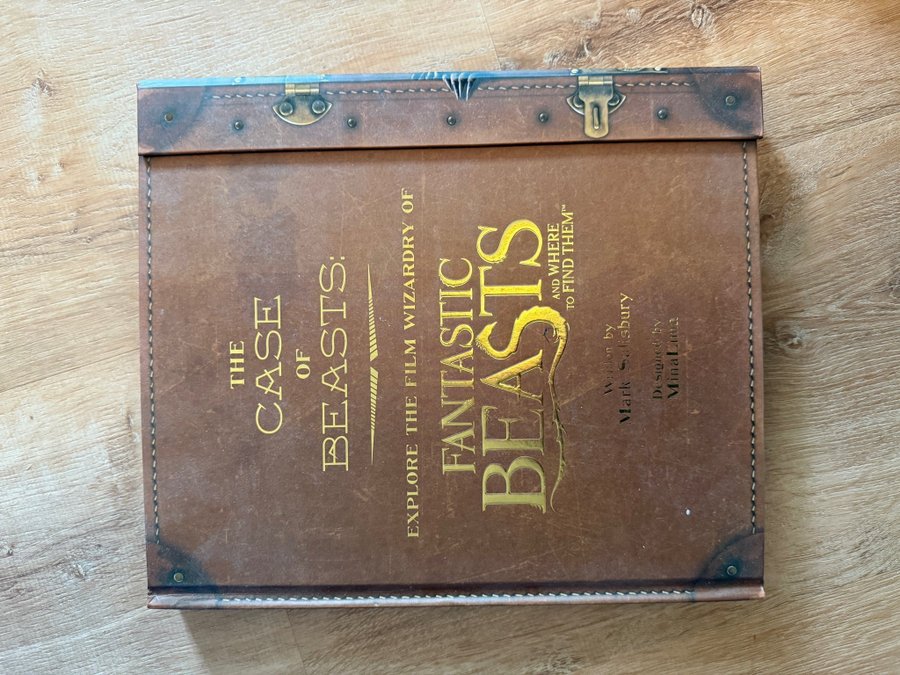 THE
CASE
OF
BEASTS:
EXPLORE THE FILM WIZARDRY OF
FANTASTIC
BEASTS
AND WHERE
TO FIND THEM™
Written by
Mark Salisbury
Designed by
MinaLima